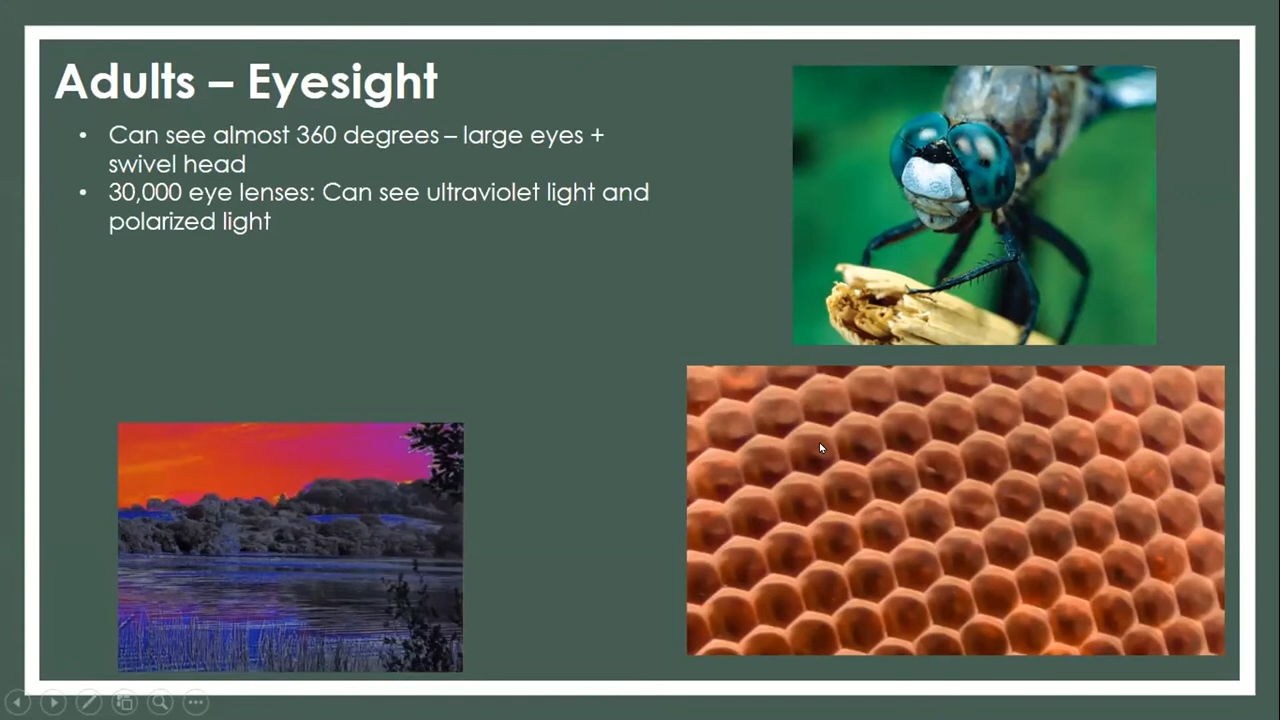 Adults – Eyesight
• Can see almost 360 degrees – large eyes +
swivel head
• 30,000 eye lenses: Can see ultraviolet light and
polarized light